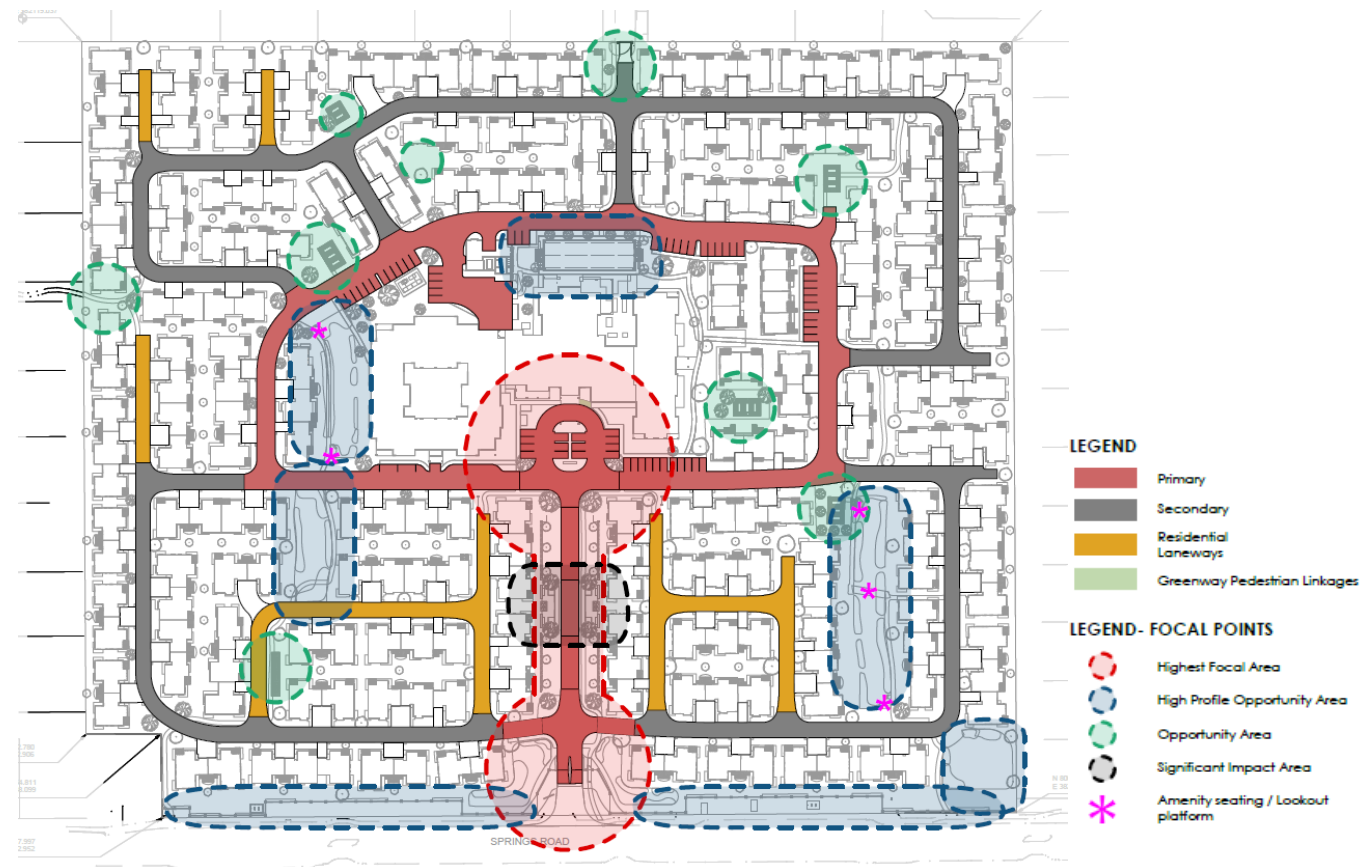 LEGEND
Primary
Secondary
Residential
Laneways
Greenway Pedestrian Linkages
LEGEND- FOCAL POINTS
Highest Focal Area
High Profile Opportunity Area
Opportunity Area
Significant Impact Area
Amenity seating / Lookout
platform
SPRINGS ROAD